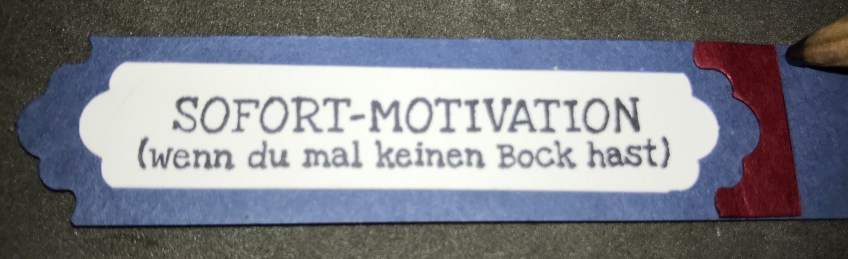 SOFORT-MOTIVATION
(wenn du mal keinen Bock hast)